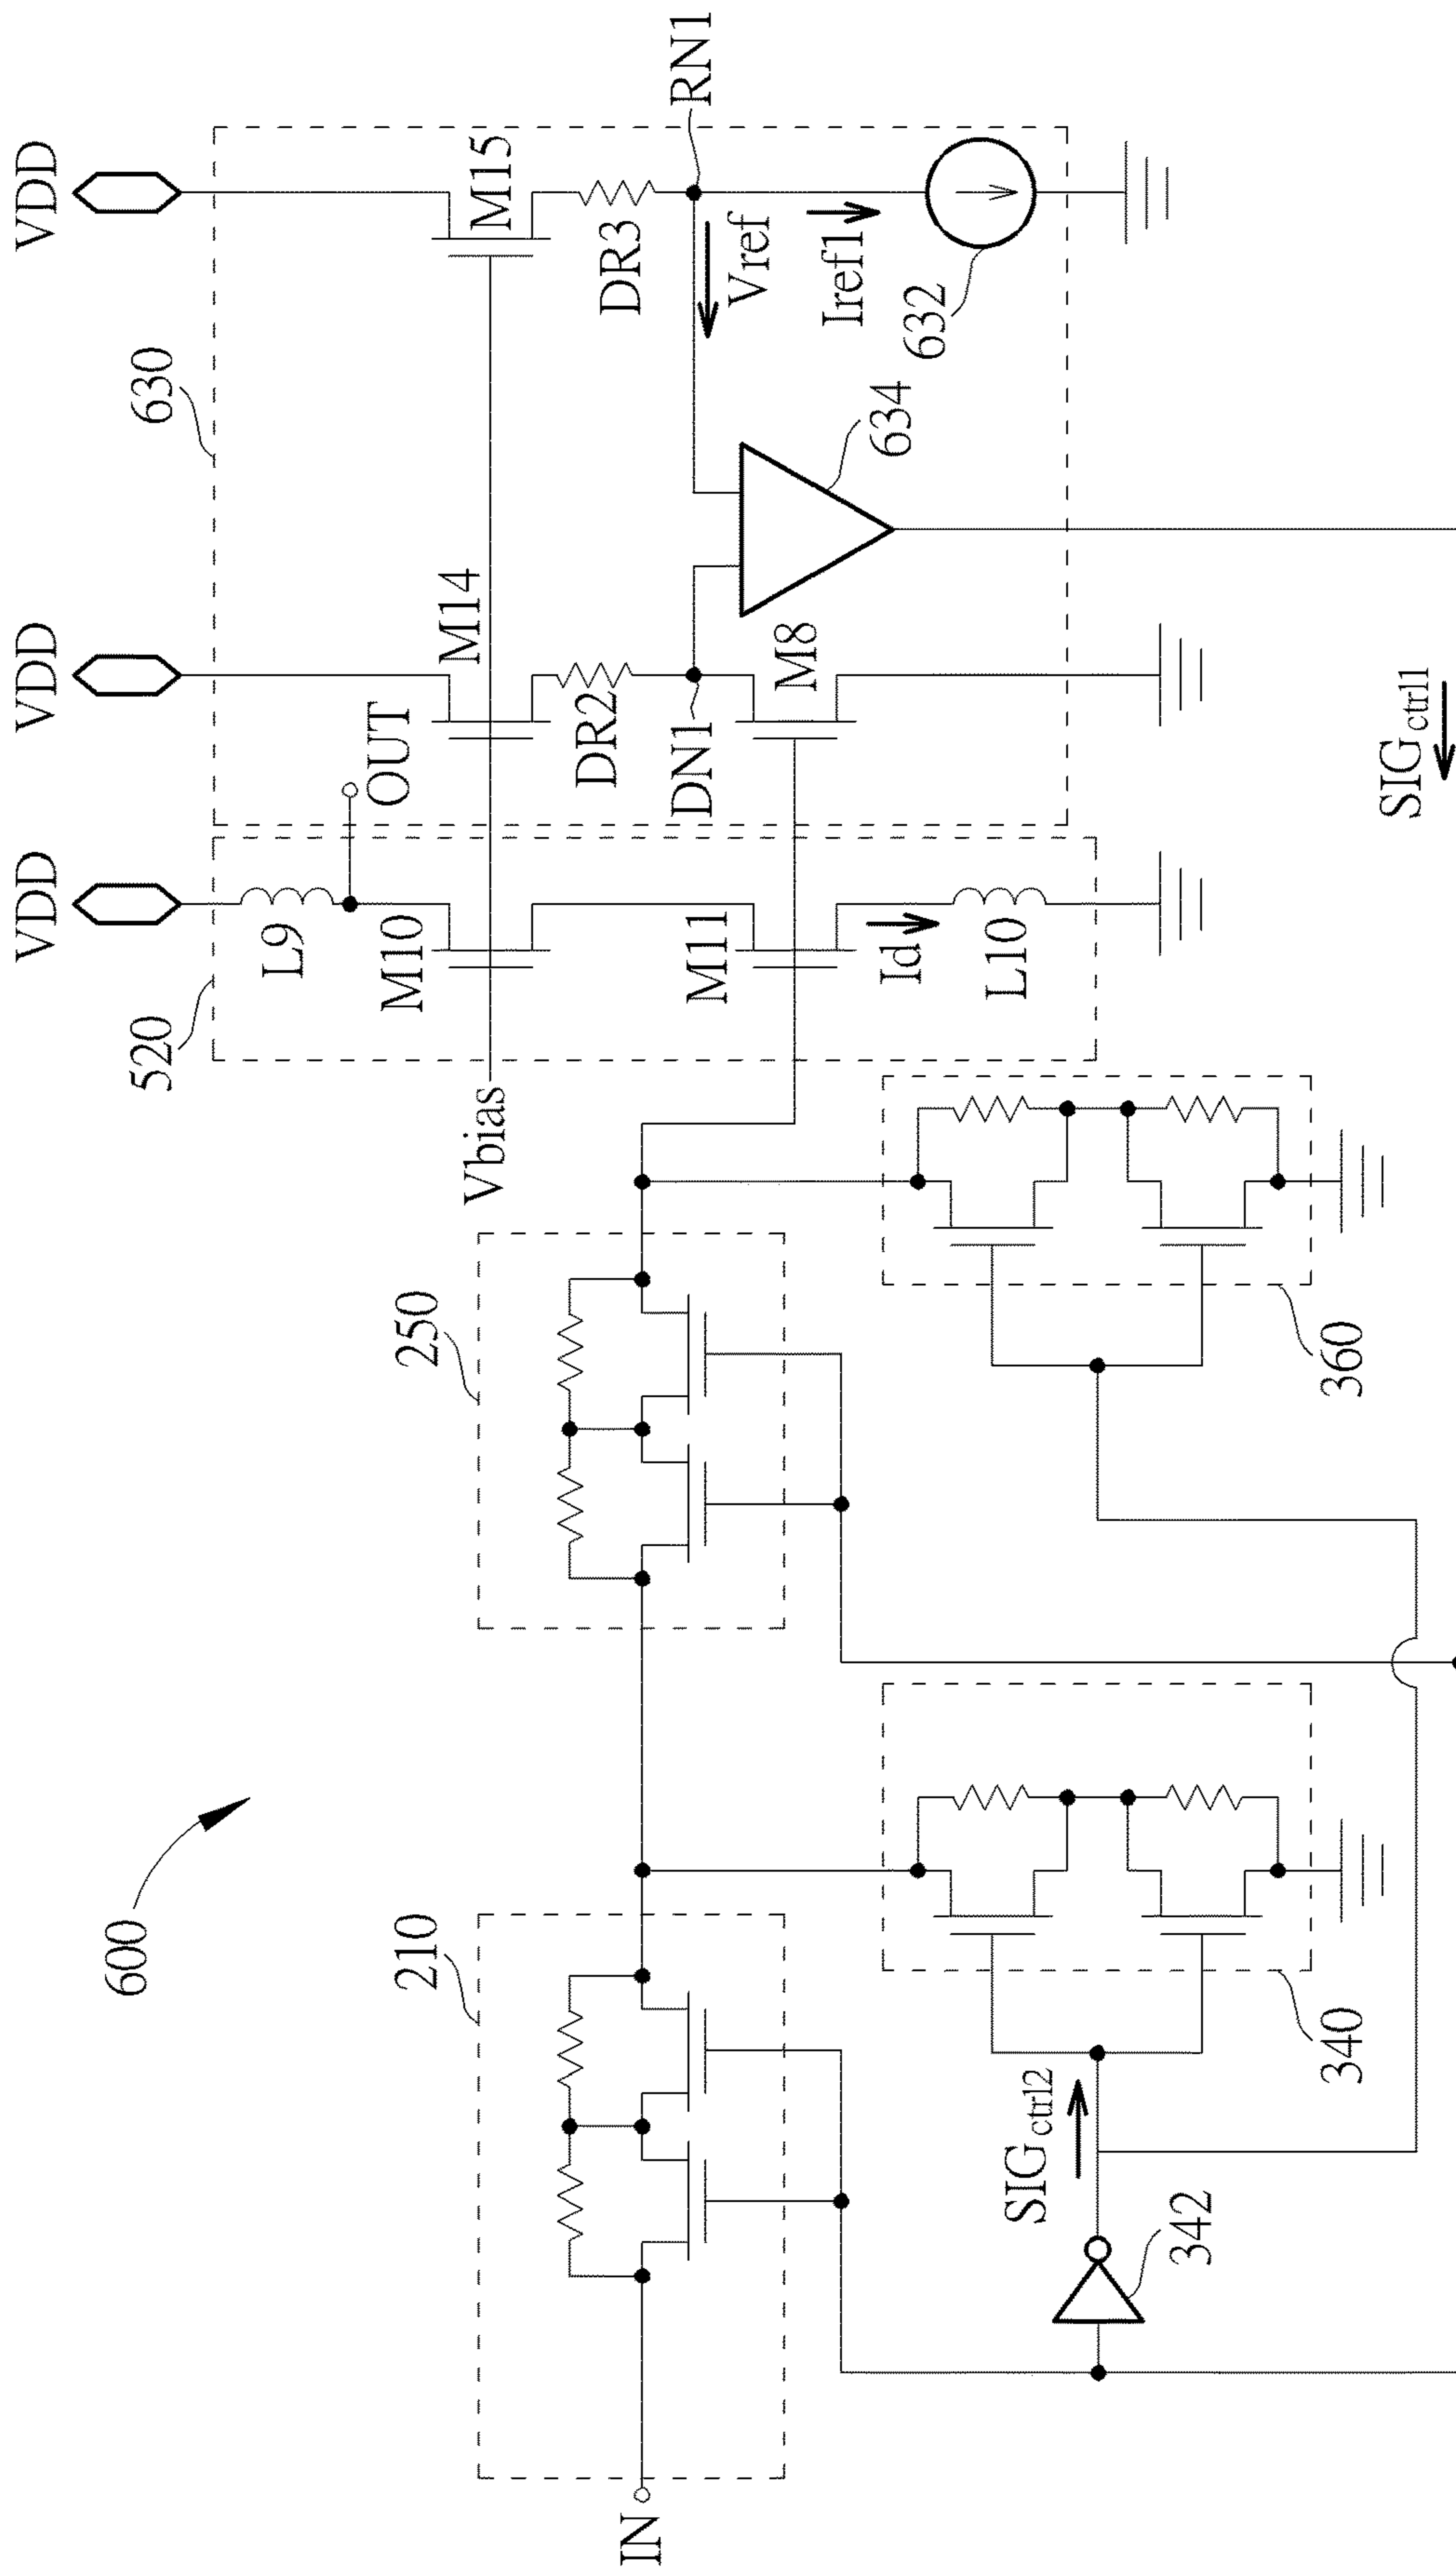 600
IN
210
250
340
342
SIGctrl2
360
Vbias
520
VDD
L9
OUT
M10
M11
Id
L10
630
VDD
M14
DR2
DN1
M8
634
VDD
M15
DR3
RN1
Vref
Iref1
632
SIGctrl1